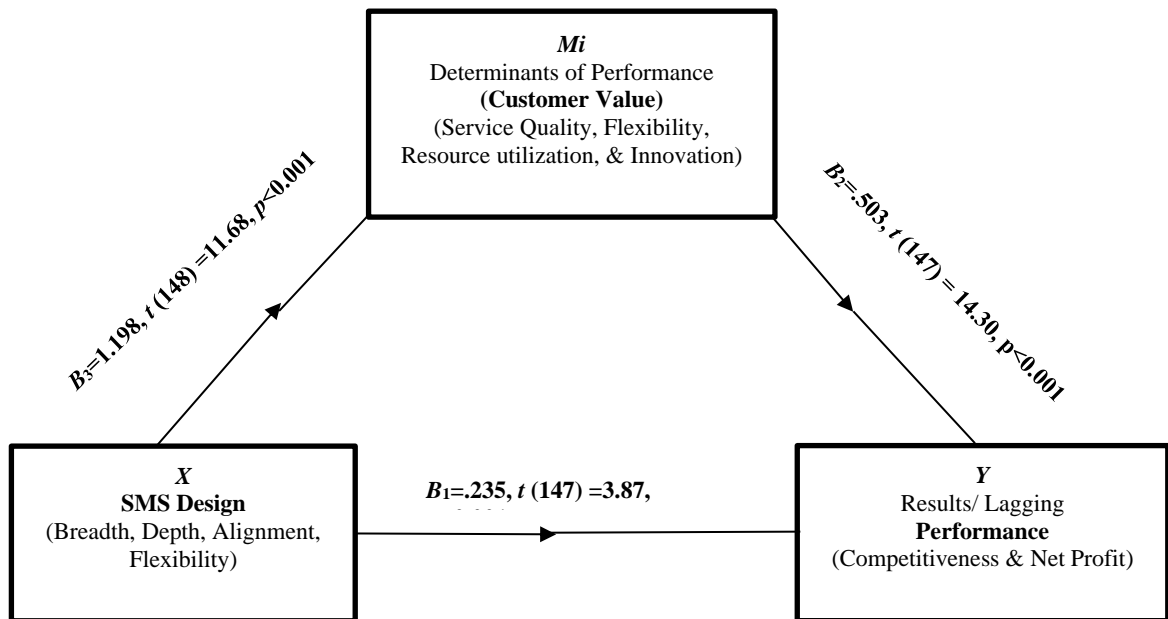 Mi
Determinants of Performance
(Customer Value)
(Service Quality, Flexibility,
Resource utilization, & Innovation)
B3=1.198, t (148) =11.68, p<0.001
B2=.503, t (147) = 14.30, p<0.001
X
SMS Design
(Breadth, Depth, Alignment,
Flexibility)
B1=.235, t (147) =3.87,
Y
Results/ Lagging
Performance
(Competitiveness & Net Profit)